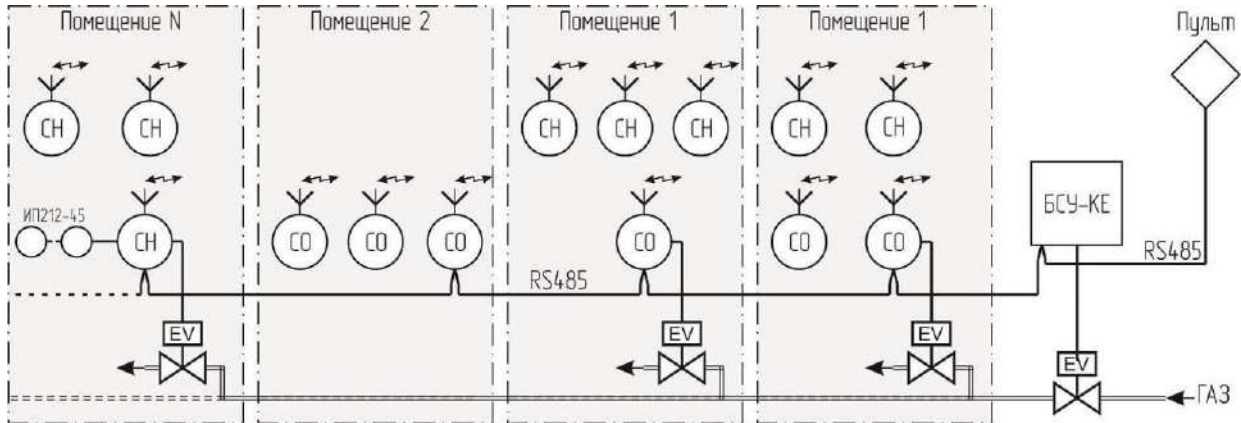 Помещение N
Помещение 2
Помещение 1
Помещение 1
Пульт
СН
СН
СН
СН
СН
СН
СН
ИП212-45
СН
СО
СО
СО
СО
СО
СО
БСУ-КЕ
RS485
RS485
EV
EV
EV
EV
ГАЗ